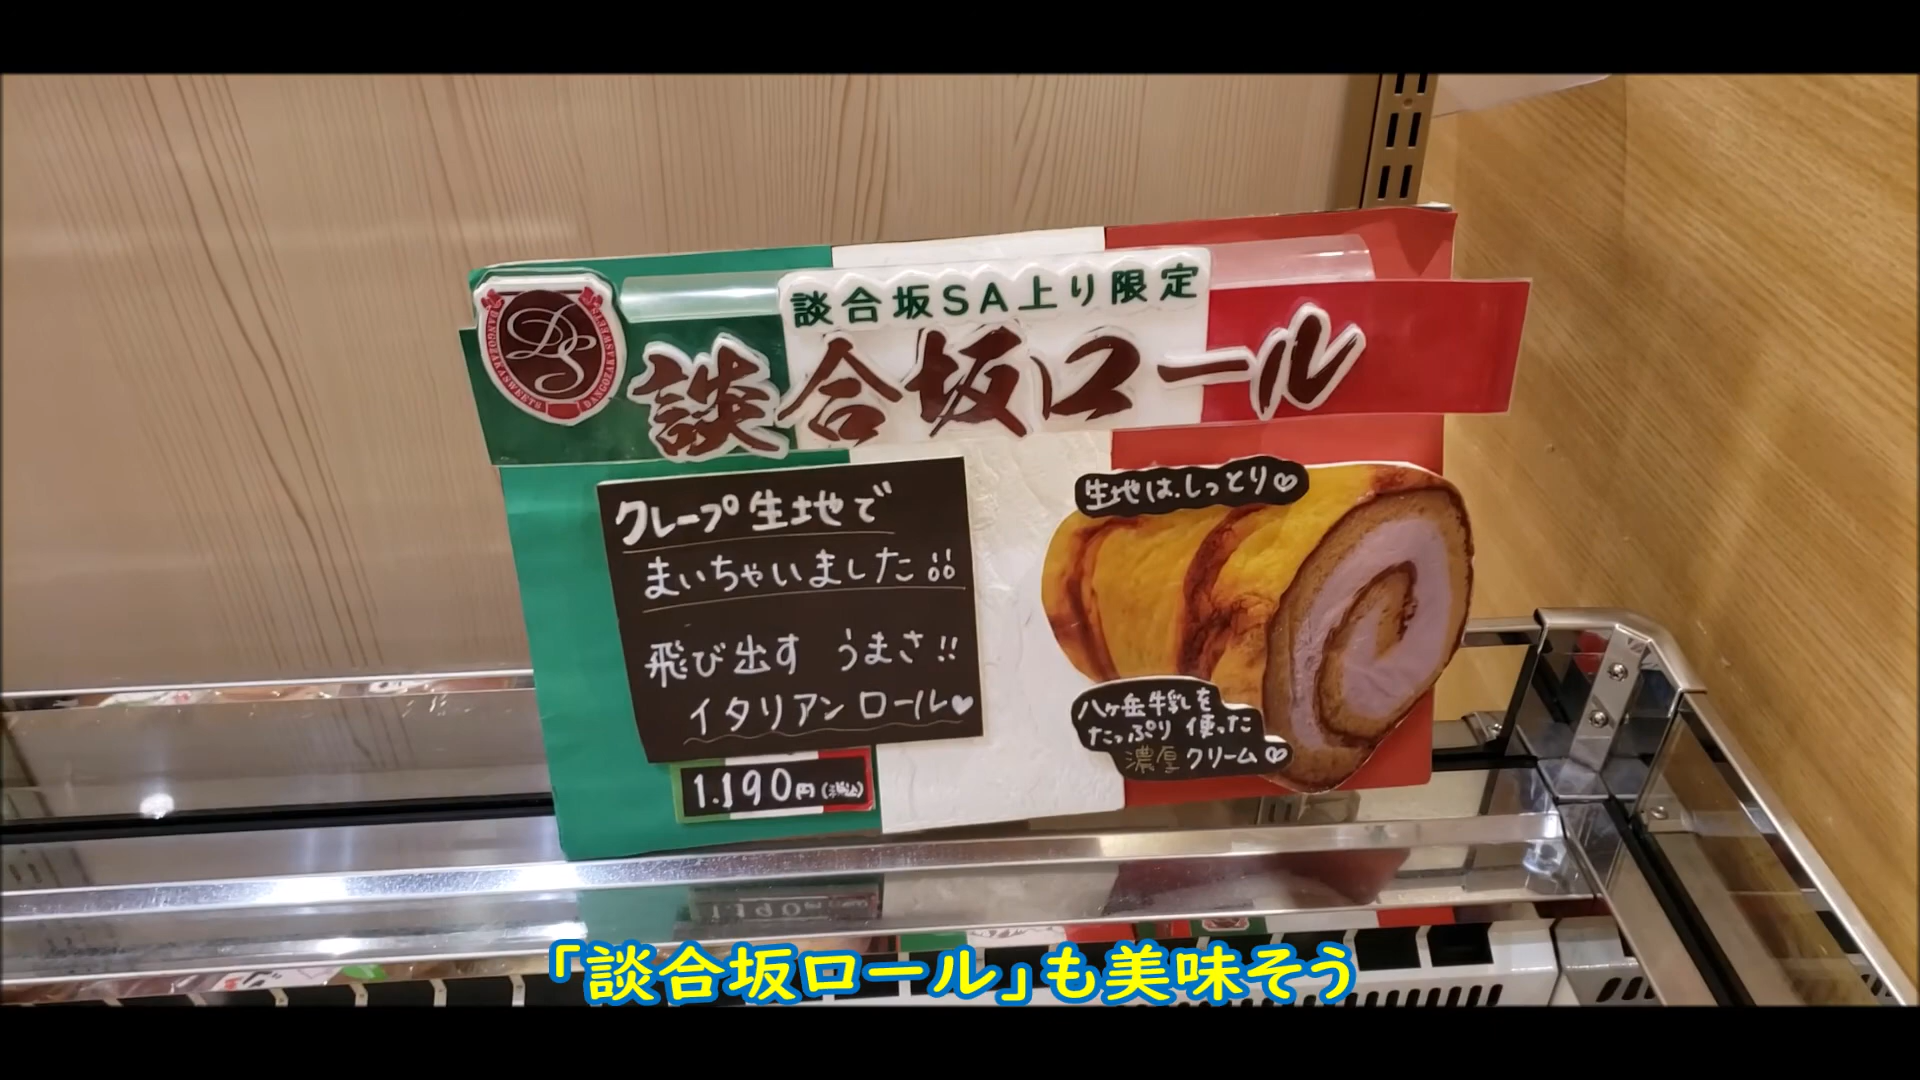 談合坂SA上り限定
談合坂ロール
DS
DANGOZAKASWEETS
DANGOZAKASWEETS
クレープ生地で
まいちゃいました!!
飛び出す うまさ!!
イタリアンロール♥
1.190円(税込)
生地は、しっとり♡
八ヶ岳牛乳を
たっぷり使った
濃厚クリーム♡
「談合坂ロール」も美味そう